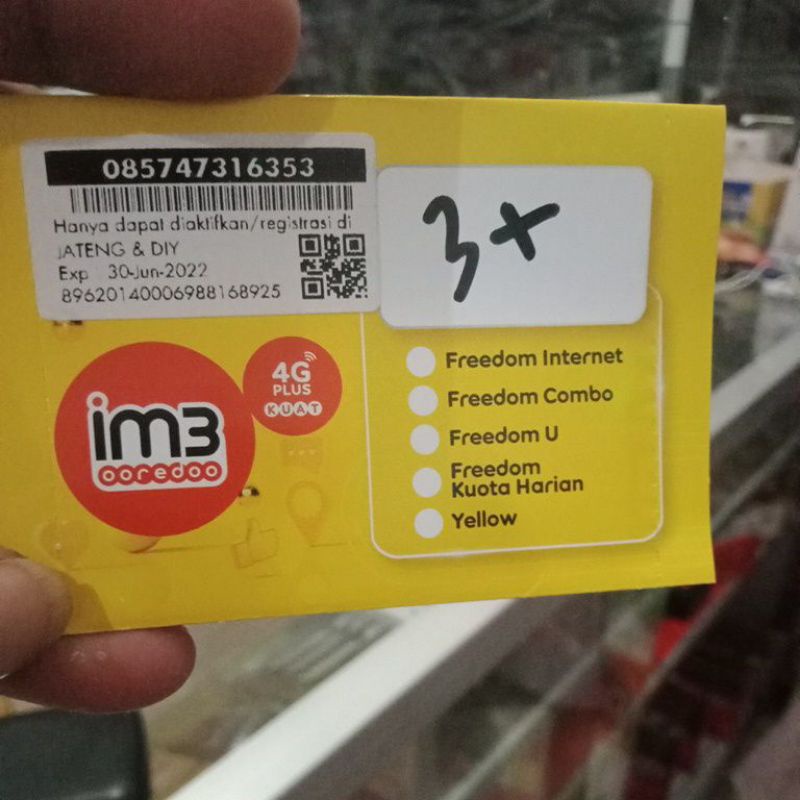 085747316353
Hanya dapat diaktifkan/registrasi di
JATENG & DIY
Exp 30-Jun-2022
89620140006988168925
3+
4G
PLUS
KUAT
im3
ooredoo
Freedom Internet
Freedom Combo
Freedom U
Freedom
Kuota Harian
Yellow